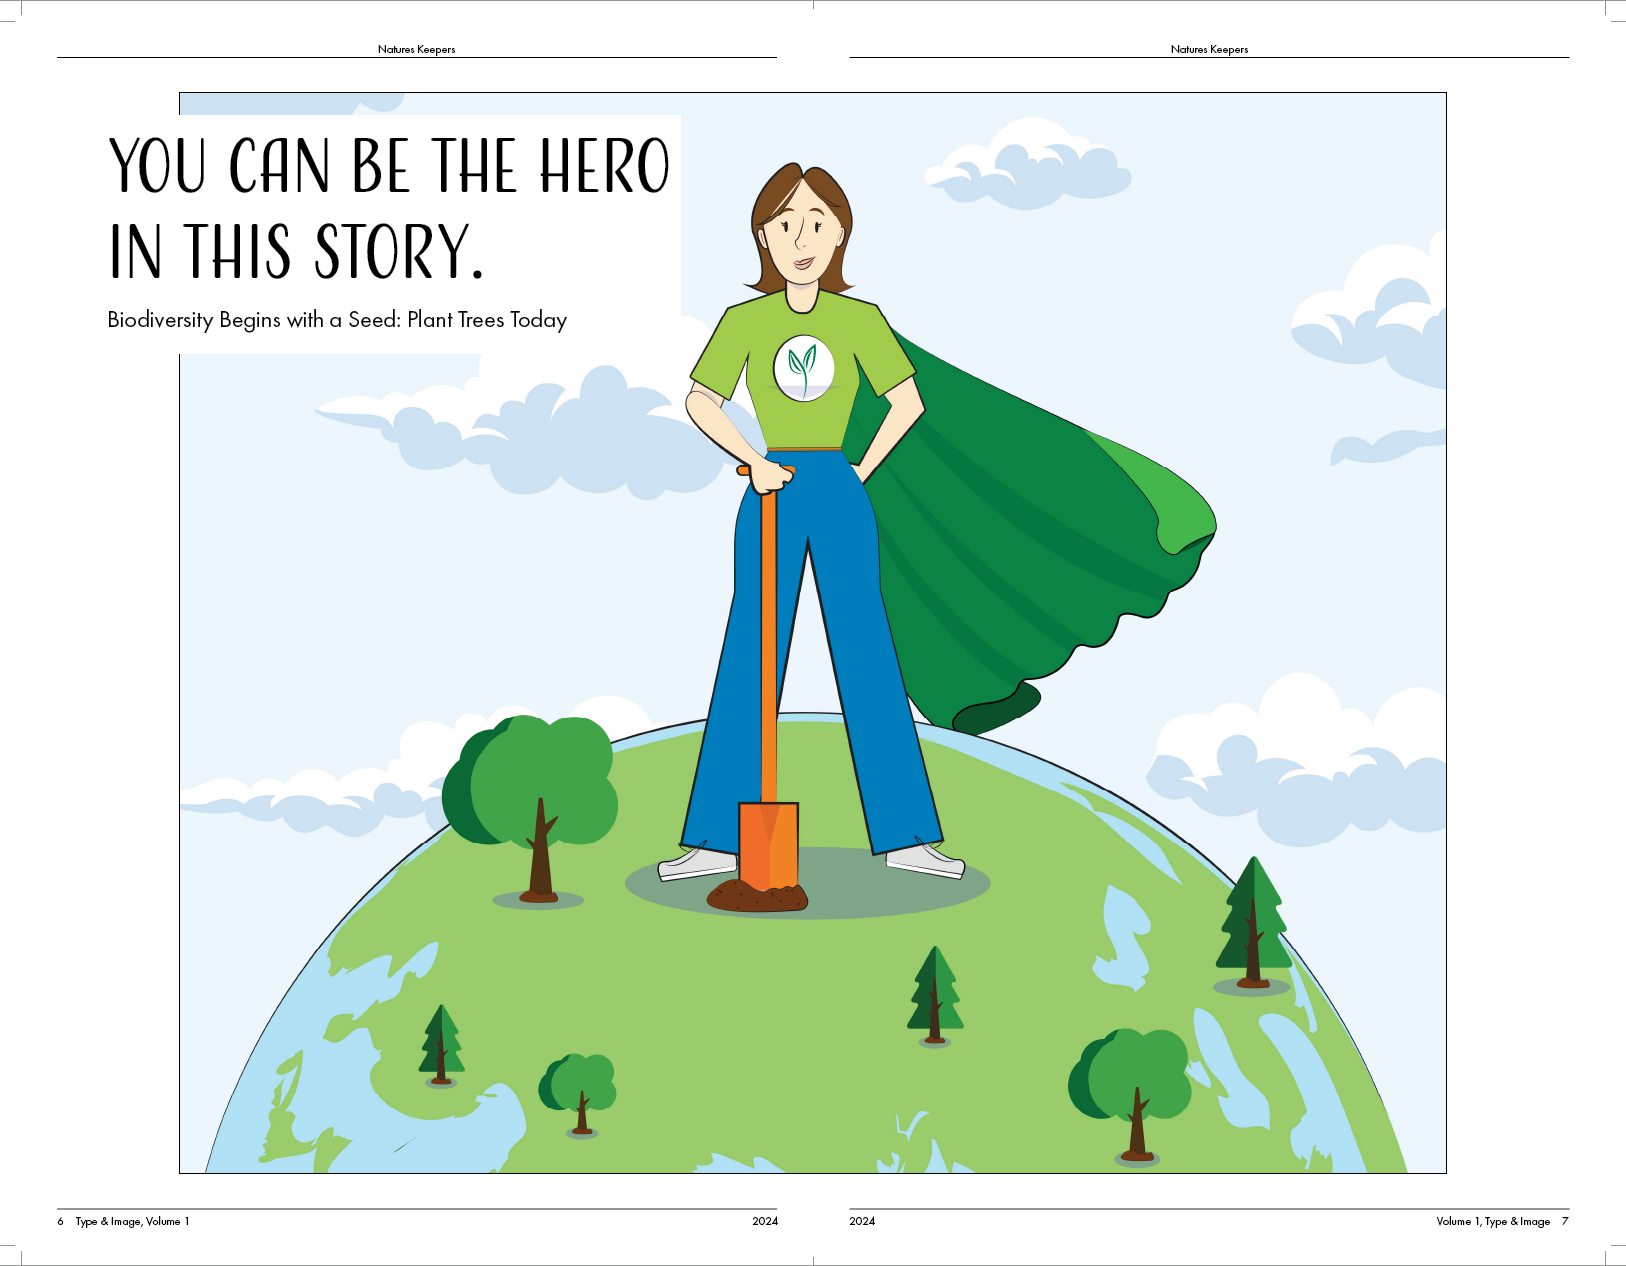 Natures Keepers
Natures Keepers
YOU CAN BE THE HERO
IN THIS STORY.
Biodiversity Begins with a Seed: Plant Trees Today
6 Type & Image, Volume 1
2024
2024
Volume 1, Type & Image 7